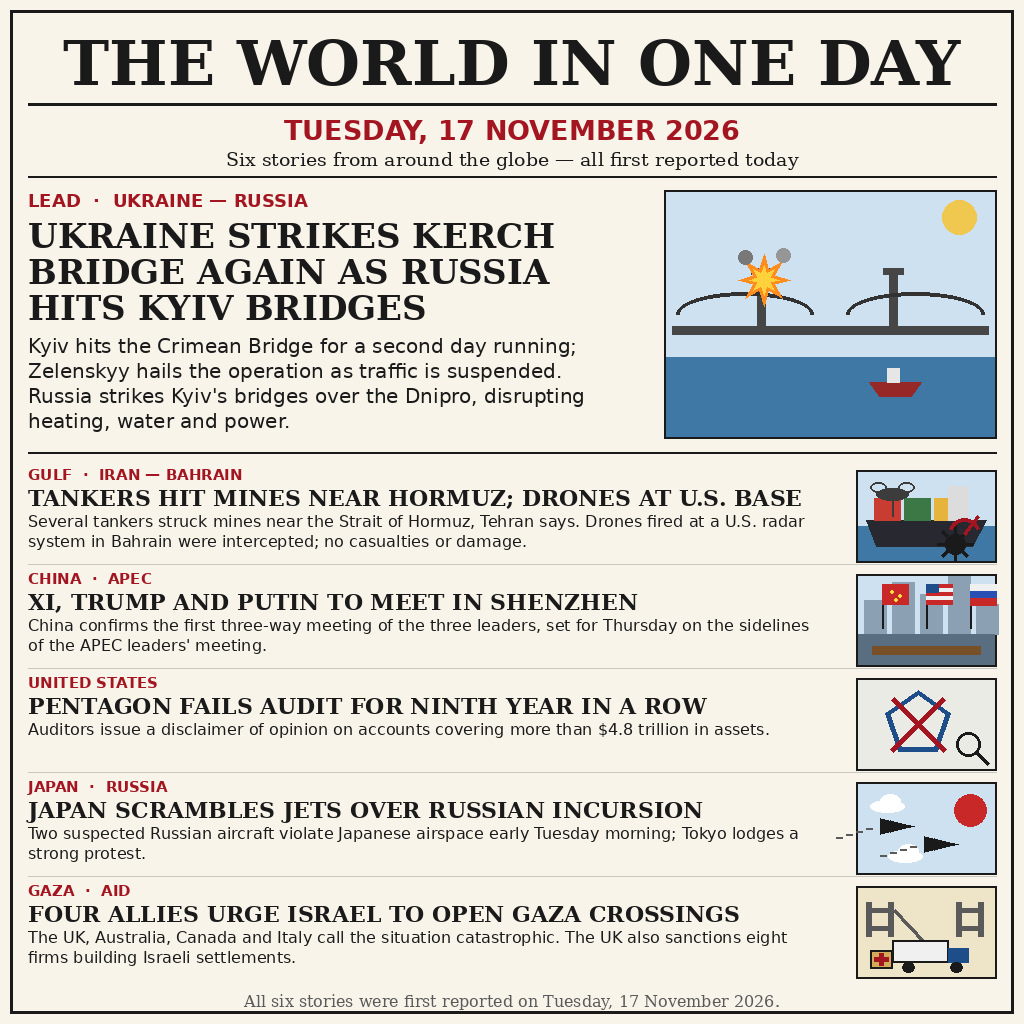 THE WORLD IN ONE DAY
TUESDAY, 17 NOVEMBER 2026
Six stories from around the globe — all first reported today
LEAD · UKRAINE — RUSSIA
UKRAINE STRIKES KERCH
BRIDGE AGAIN AS RUSSIA
HITS KYIV BRIDGES
Kyiv hits the Crimean Bridge for a second day running;
Zelenskyy hails the operation as traffic is suspended.
Russia strikes Kyiv's bridges over the Dnipro, disrupting
heating, water and power.
GULF · IRAN — BAHRAIN
TANKERS HIT MINES NEAR HORMUZ; DRONES AT U.S. BASE
Several tankers struck mines near the Strait of Hormuz, Tehran says. Drones fired at a U.S. radar
system in Bahrain were intercepted; no casualties or damage.
CHINA · APEC
XI, TRUMP AND PUTIN TO MEET IN SHENZHEN
China confirms the first three-way meeting of the three leaders, set for Thursday on the sidelines
of the APEC leaders' meeting.
UNITED STATES
PENTAGON FAILS AUDIT FOR NINTH YEAR IN A ROW
Auditors issue a disclaimer of opinion on accounts covering more than $4.8 trillion in assets.
JAPAN · RUSSIA
JAPAN SCRAMBLES JETS OVER RUSSIAN INCURSION
Two suspected Russian aircraft violate Japanese airspace early Tuesday morning; Tokyo lodges a
strong protest.
GAZA · AID
FOUR ALLIES URGE ISRAEL TO OPEN GAZA CROSSINGS
The UK, Australia, Canada and Italy call the situation catastrophic. The UK also sanctions eight
firms building Israeli settlements.
All six stories were first reported on Tuesday, 17 November 2026.